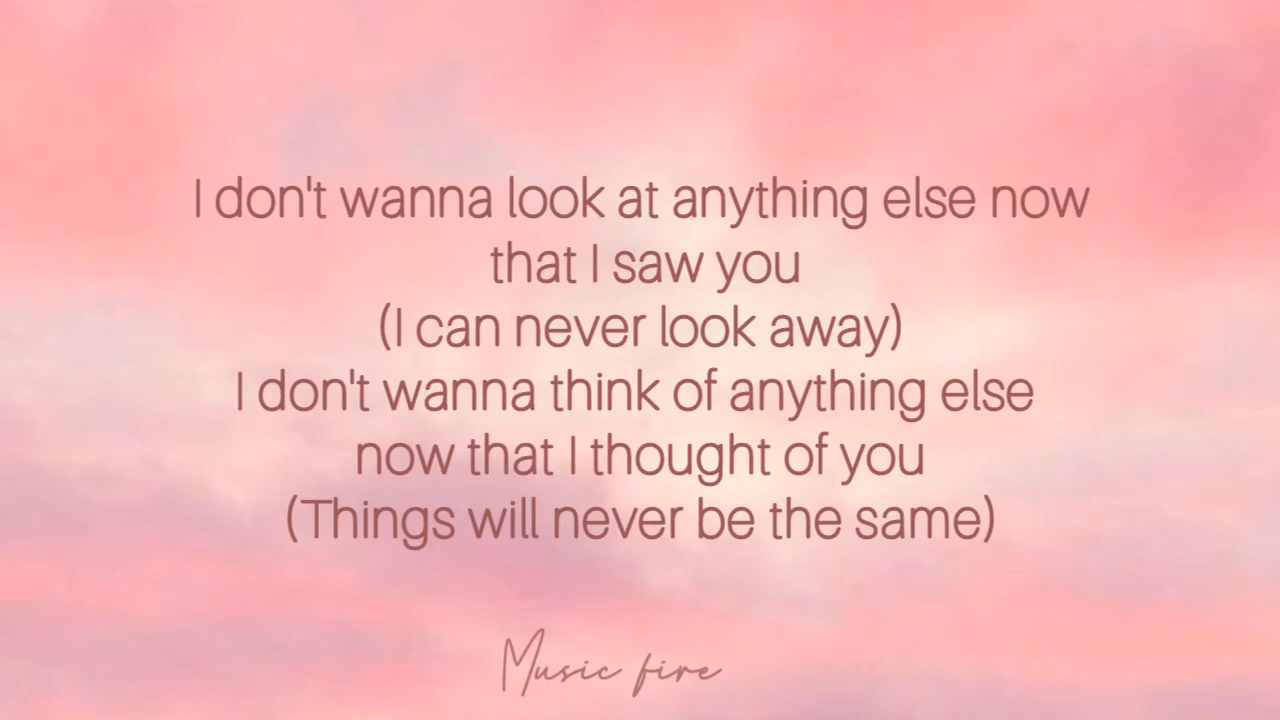 I don't wanna look at anything else now
that I saw you
(I can never look away)
I don't wanna think of anything else
now that I thought of you
(Things will never be the same)
Music fire